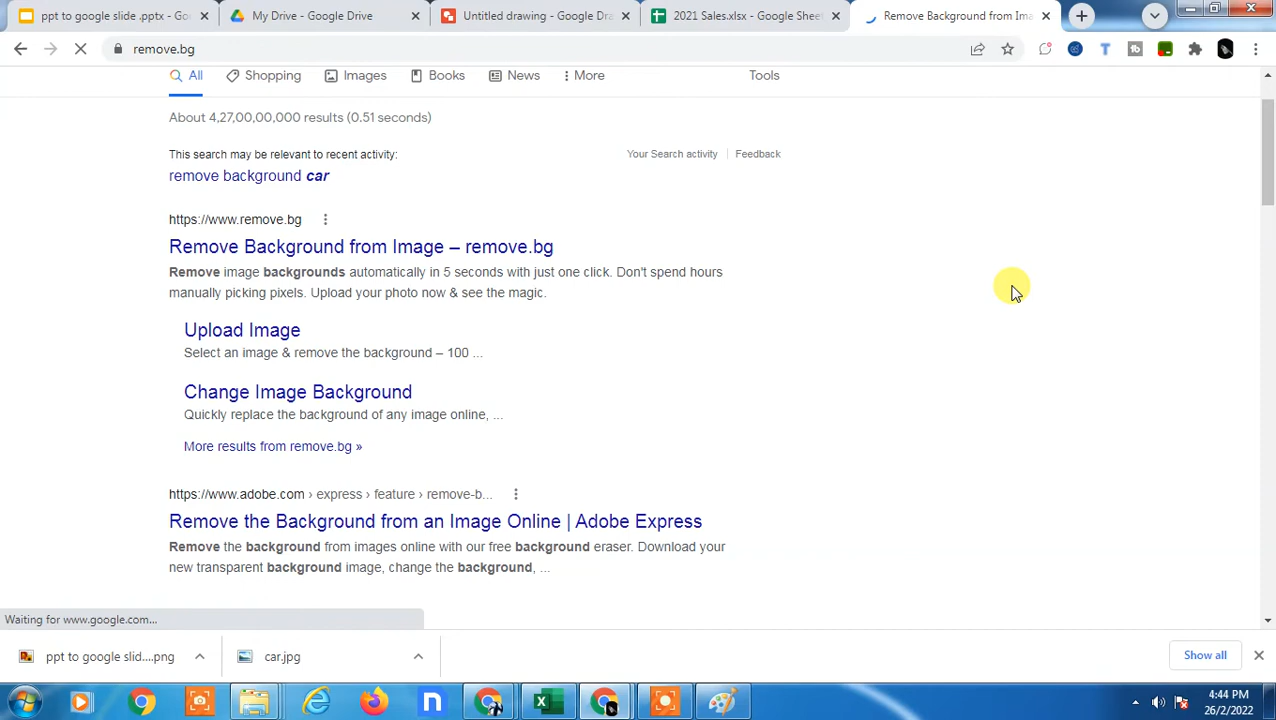 ppt to google slide .pptx - Go
My Drive - Google Drive
Untitled drawing - Google Dra
2021 Sales.xlsx - Google Shee
Remove Background from Ima
remove.bg
All
Shopping
Images
Books
News
More
Tools
About 4,27,00,00,000 results (0.51 seconds)
This search may be relevant to recent activity:
Your Search activity
Feedback
remove background car
https://www.remove.bg
Remove Background from Image – remove.bg
Remove image backgrounds automatically in 5 seconds with just one click. Don't spend hours
manually picking pixels. Upload your photo now & see the magic.
Upload Image
Select an image & remove the background – 100 ...
Change Image Background
Quickly replace the background of any image online, ...
More results from remove.bg »
https://www.adobe.com › express › feature › remove-b...
Remove the Background from an Image Online | Adobe Express
Remove the background from images online with our free background eraser. Download your
new transparent background image, change the background, ...
Waiting for www.google.com...
ppt to google slid....png
car.jpg
Show all
4:44 PM
26/2/2022